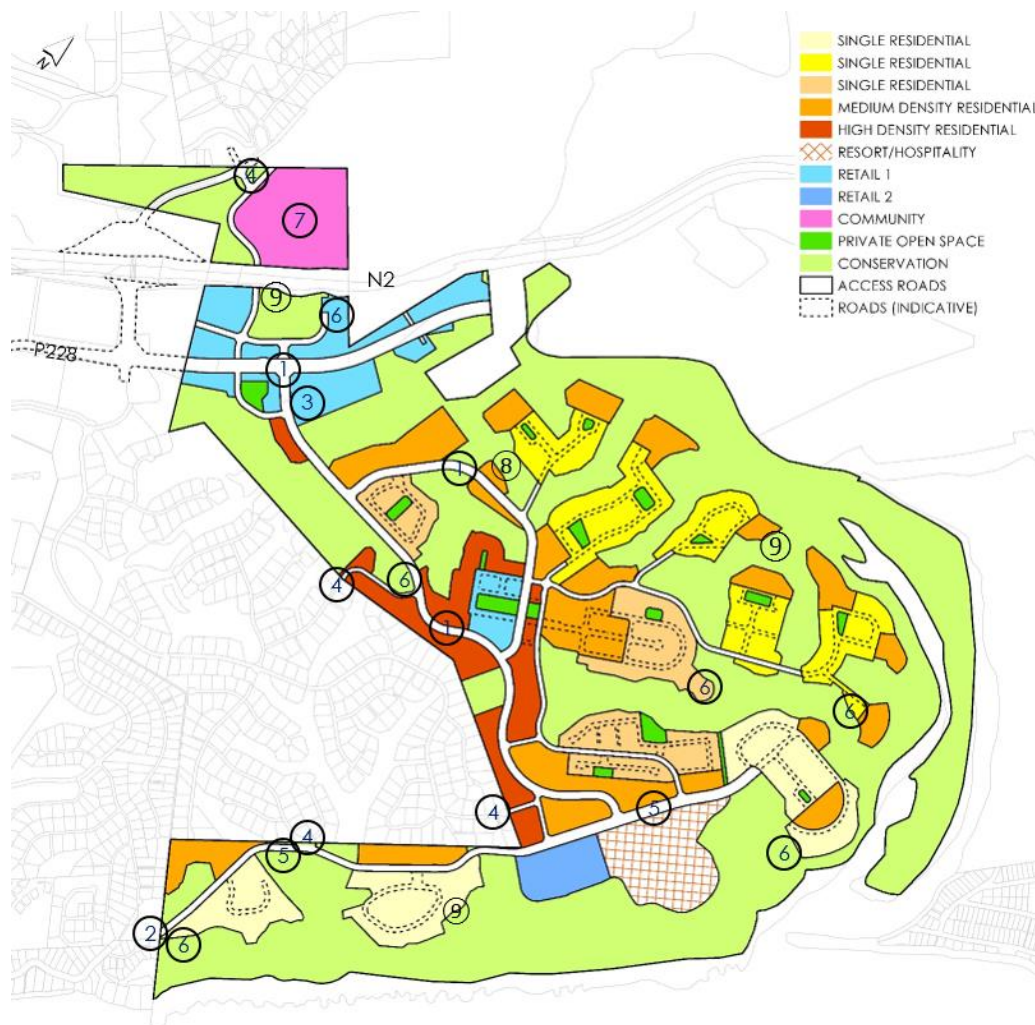 N
SINGLE RESIDENTIAL
SINGLE RESIDENTIAL
SINGLE RESIDENTIAL
MEDIUM DENSITY RESIDENTIAL
HIGH DENSITY RESIDENTIAL
RESORT/HOSPITALITY
RETAIL 1
RETAIL 2
COMMUNITY
PRIVATE OPEN SPACE
CONSERVATION
ACCESS ROADS
ROADS (INDICATIVE)
4
7
N2
9
6
P-228
1
3
1
8
9
6
4
1
6
6
4
5
4
5
6
9
2
6